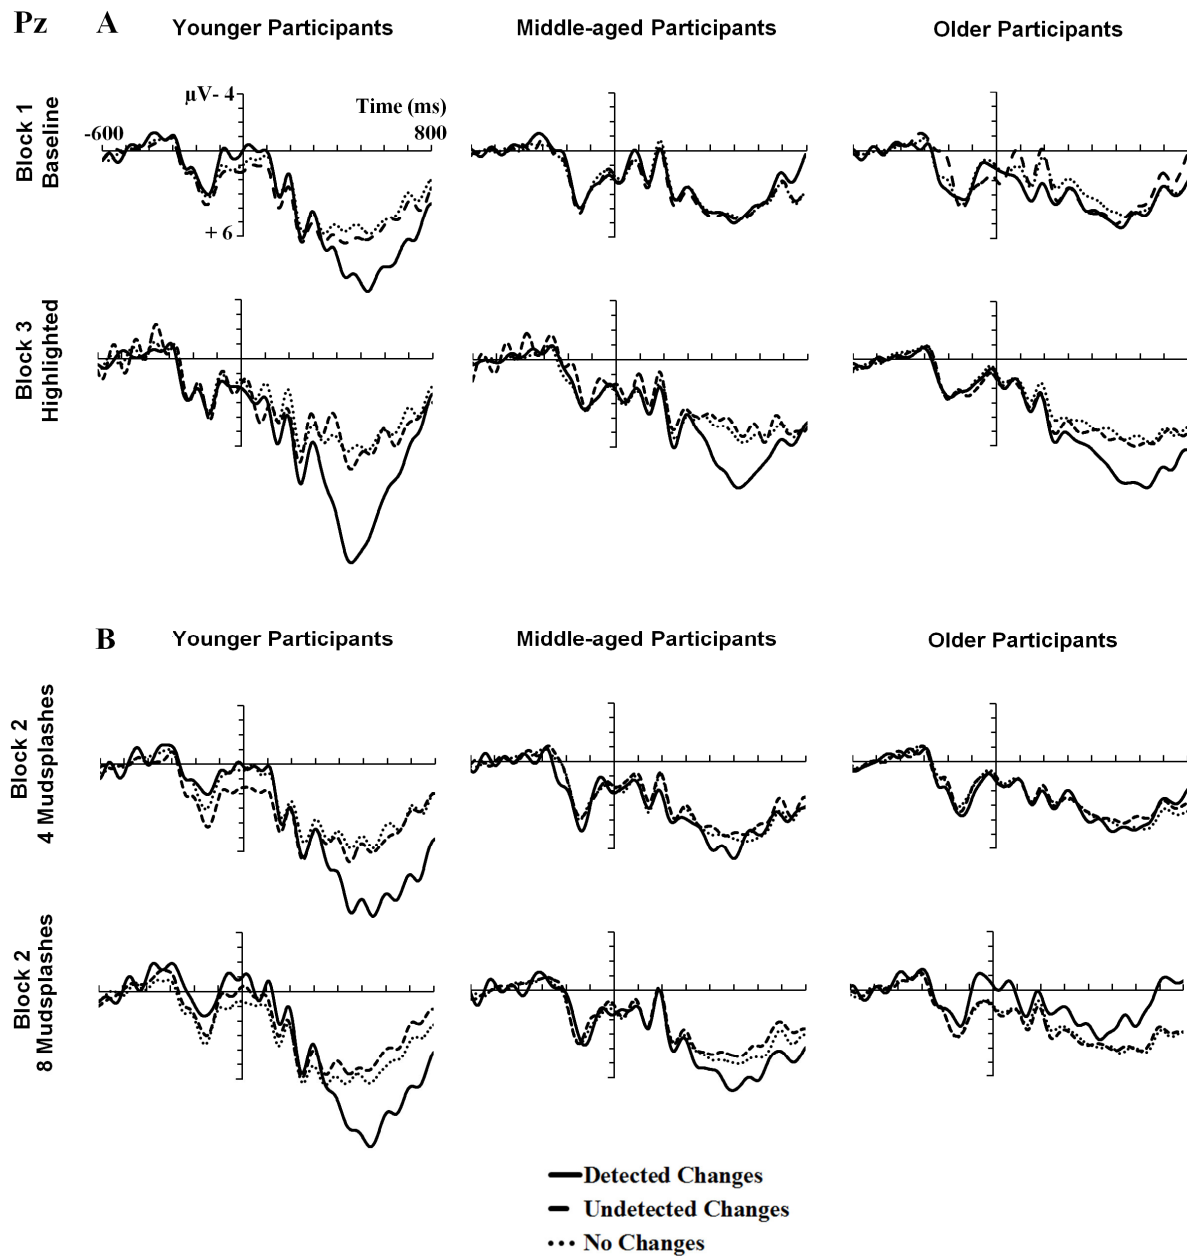 Pz A
Younger Participants
Middle-aged Participants
Older Participants
Block 1
Baseline
µV- 4
Time (ms)
-600
800
+ 6
Block 3
Highlighted
B
Younger Participants
Middle-aged Participants
Older Participants
Block 2
4 Mudsplashes
Block 2
8 Mudsplashes
Detected Changes
Undetected Changes
No Changes